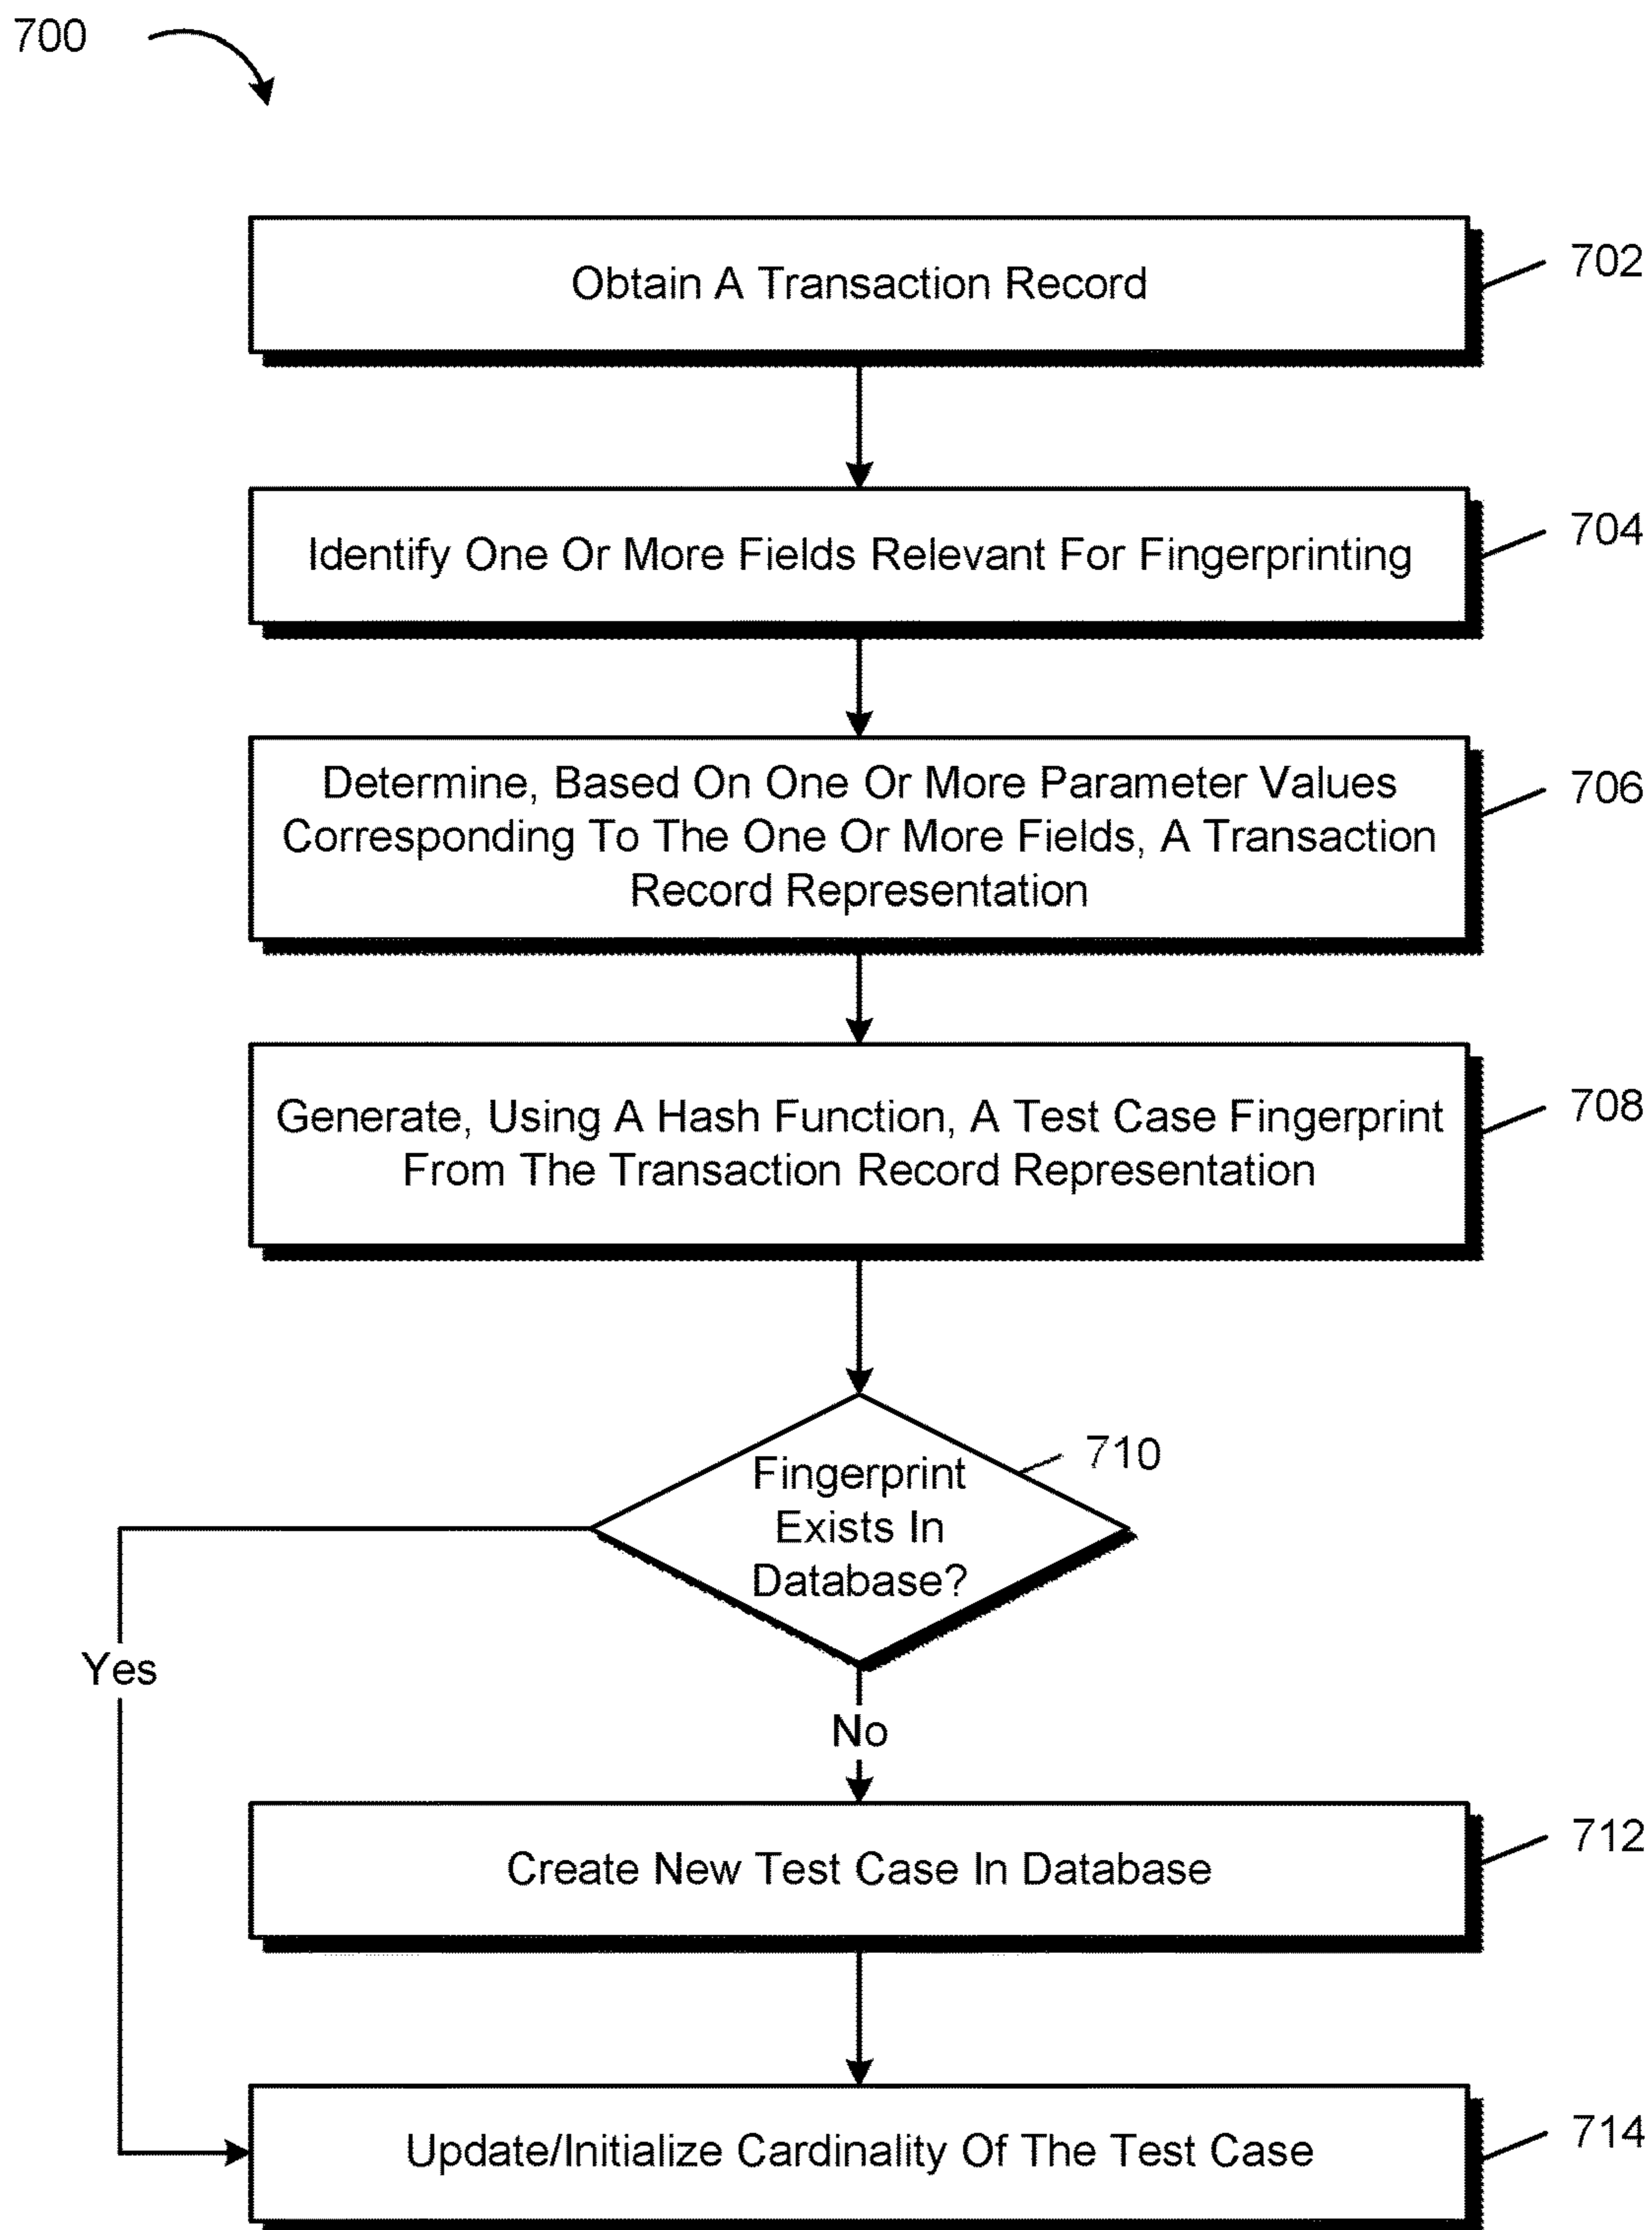 700
Obtain A Transaction Record
702
Identify One Or More Fields Relevant For Fingerprinting
704
Determine, Based On One Or More Parameter Values
Corresponding To The One Or More Fields, A Transaction
Record Representation
706
Generate, Using A Hash Function, A Test Case Fingerprint
From The Transaction Record Representation
708
Fingerprint
Exists In
Database?
710
Yes
No
Create New Test Case In Database
712
Update/Initialize Cardinality Of The Test Case
714